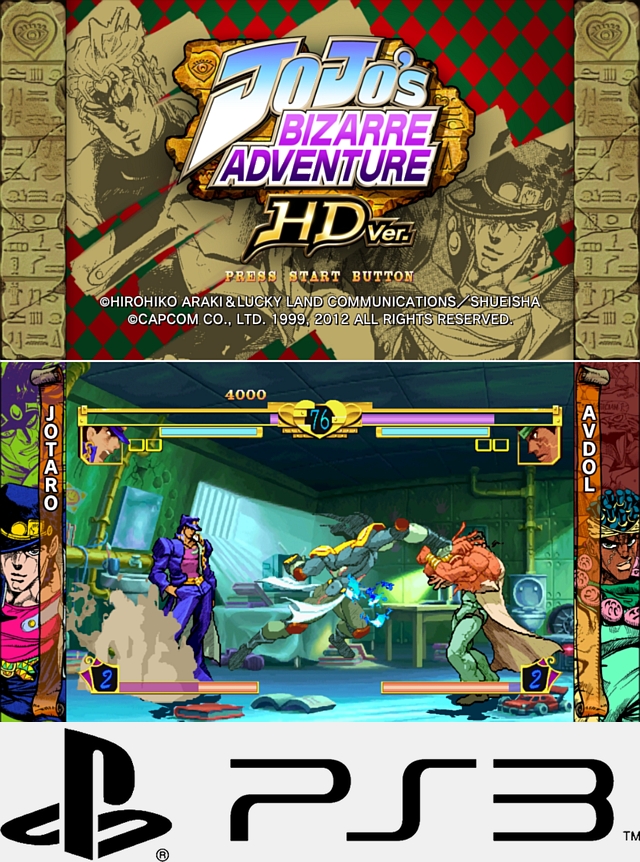 JoJo's
BIZARRE
ADVENTURE
HD Ver.
PRESS START BUTTON
©HIROHIKO ARAKI&LUCKY LAND COMMUNICATIONS/SHUEISHA
©CAPCOM CO., LTD. 1999, 2012 ALL RIGHTS RESERVED.
4000
76
JOTARO
AVDOL
2
2
PS3
®
TM